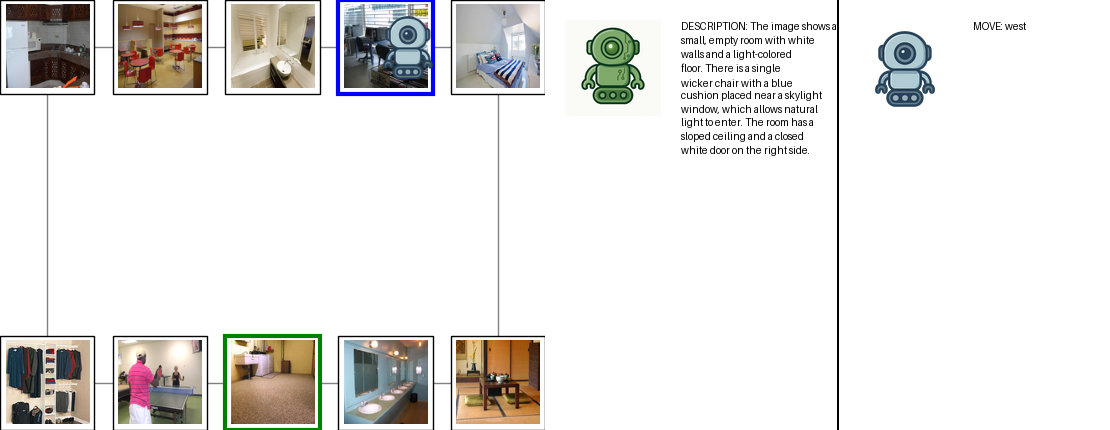 DESCRIPTION: The image shows a
small, empty room with white
walls and a light-colored
floor. There is a single
wicker chair with a blue
cushion placed near a skylight
window, which allows natural
light to enter. The room has a
sloped ceiling and a closed
white door on the right side.
MOVE: west